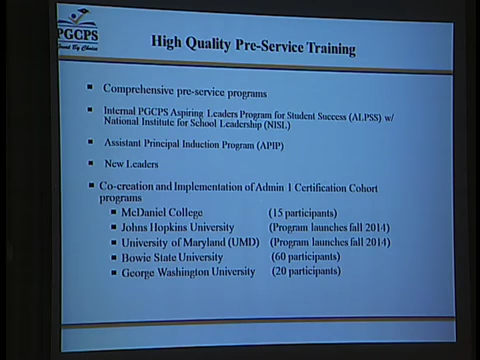 PGCPS
Great By Choice
High Quality Pre-Service Training
Comprehensive pre-service programs
Internal PGCPS Aspiring Leaders Program for Student Success (ALPSS) w/
National Institute for School Leadership (NISL)
Assistant Principal Induction Program (APIP)
New Leaders
Co-creation and Implementation of Admin 1 Certification Cohort
programs
McDaniel College (15 participants)
Johns Hopkins University (Program launches fall 2014)
University of Maryland (UMD) (Program launches fall 2014)
Bowie State University (60 participants)
George Washington University (20 participants)